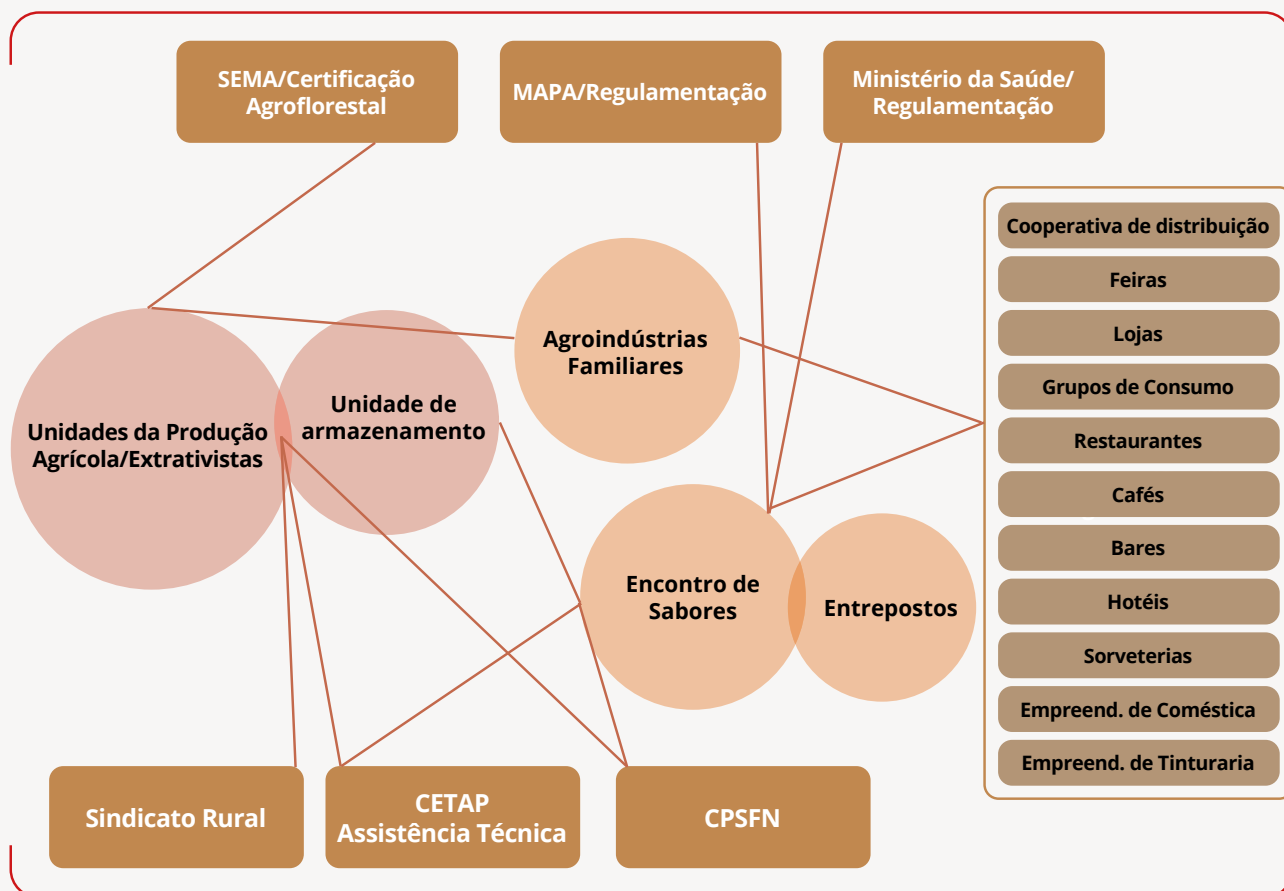 SEMA/Certificação
Agroflorestal
MAPA/Regulamentação
Ministério da Saúde/
Regulamentação
Cooperativa de distribuição
Feiras
Lojas
Grupos de Consumo
Restaurantes
Cafés
Bares
Hotéis
Sorveterias
Empreend. de Coméstica
Empreend. de Tinturaria
Agroindústrias
Familiares
Unidade de
armazenamento
Unidades da Produção
Agrícola/Extrativistas
Encontro de
Sabores
Entrepostos
Sindicato Rural
CETAP
Assistência Técnica
CPSFN